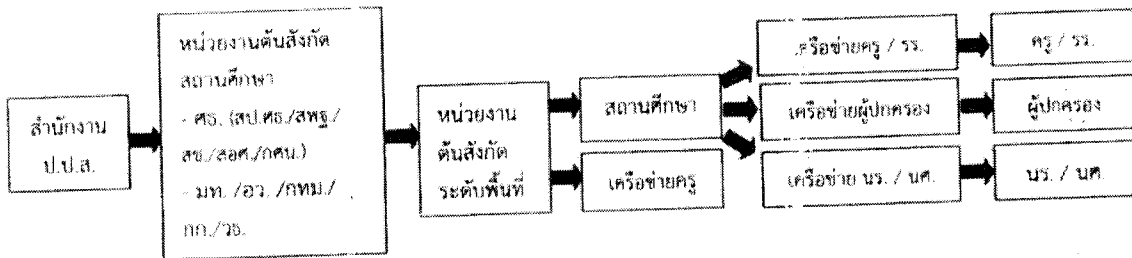 สำนักงาน
ป.ป.ส.
หน่วยงานต้นสังกัด
สถานศึกษา
- ศธ. (สป.ศธ./สพฐ./
สช./สอศ./กศน.)
- มท. /อว. /กทม./
กก./วธ.
หน่วยงาน
ต้นสังกัด
ระดับพื้นที่
สถานศึกษา
เครือข่ายครู
เครือข่ายครู / รร.
เครือข่ายผู้ปกครอง
เครือข่าย นร. / นศ.
ครู / รร.
ผู้ปกครอง
นร. / นศ